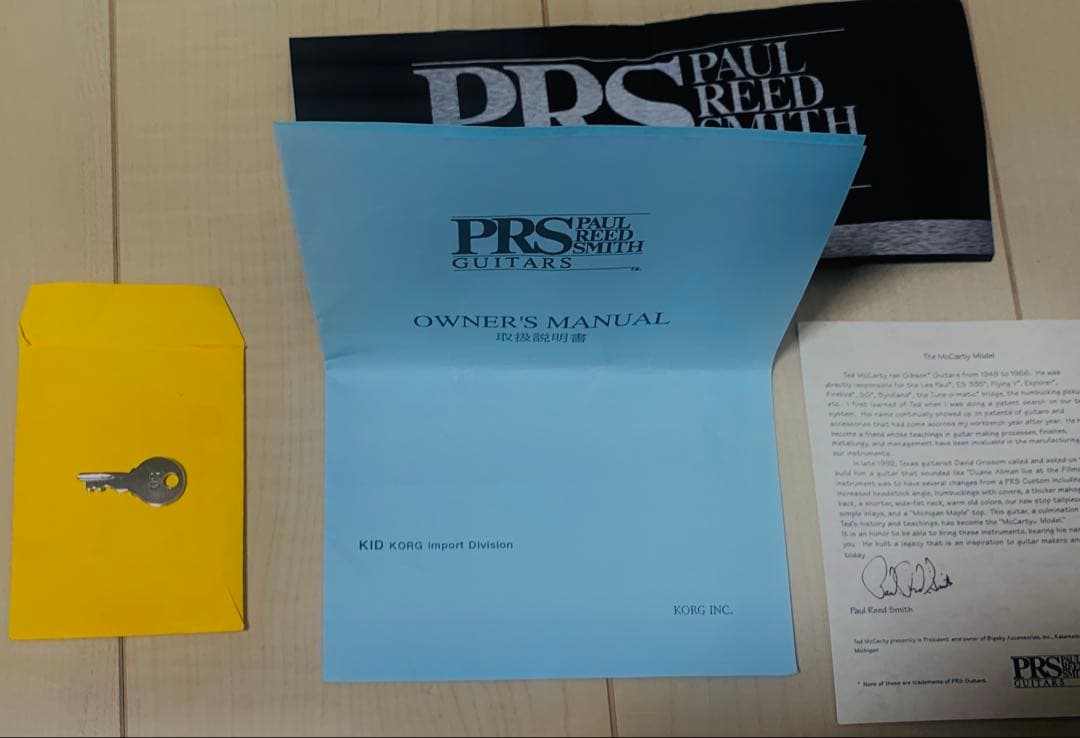 PRS PAUL
REED
SMITH
PRS PAUL
REED
SMITH
GUITARS
OWNER'S MANUAL
取扱説明書
KID KORG Import Division
KORG INC.
The McCarty Model
Ted McCarty ran Gibson* Guitars from 1948 to 1966. He was
directly responsible for the Les Paul*, ES 335*, Flying V*, Explorer*,
Firebird*, SG*, Byrdland*, the Tune-o-matic* bridge, the humbucking
etc. I first learned of Ted when I was doing a patent search on our
system. His name continually showed up on patents of guitars and
accessories that had come accross my workbench year after year. He
become a friend whose teachings in guitar making processes, finishes,
metallurgy, and management have been invaluable in the manufacturing
our instruments.
In late 1992, Texas guitarist David Grissom called and asked us
build him a guitar that sounded like "Duane Allman live at the
instrument was to have several changes from a PRS Custom including
increased headstock angle, humbuckings with covers, a thicker
back, a shorter, wide-fat neck, warm old colors, our new stop
simple inlays, and a "Michigan Maple" top. This guitar, a culmination
Ted's history and teachings, has become the "McCarty™ Model."
It is an honor to be able to bring these instruments, bearing his
you. He built a legacy that is an inspiration to guitar makers
today.
Paul Reed Smith
Paul Reed Smith
Ted McCarty presently is President and owner of Bigsby Accessories, Inc.,
Michigan
* None of these are trademarks of PRS Guitars.
PRS
GUITARS